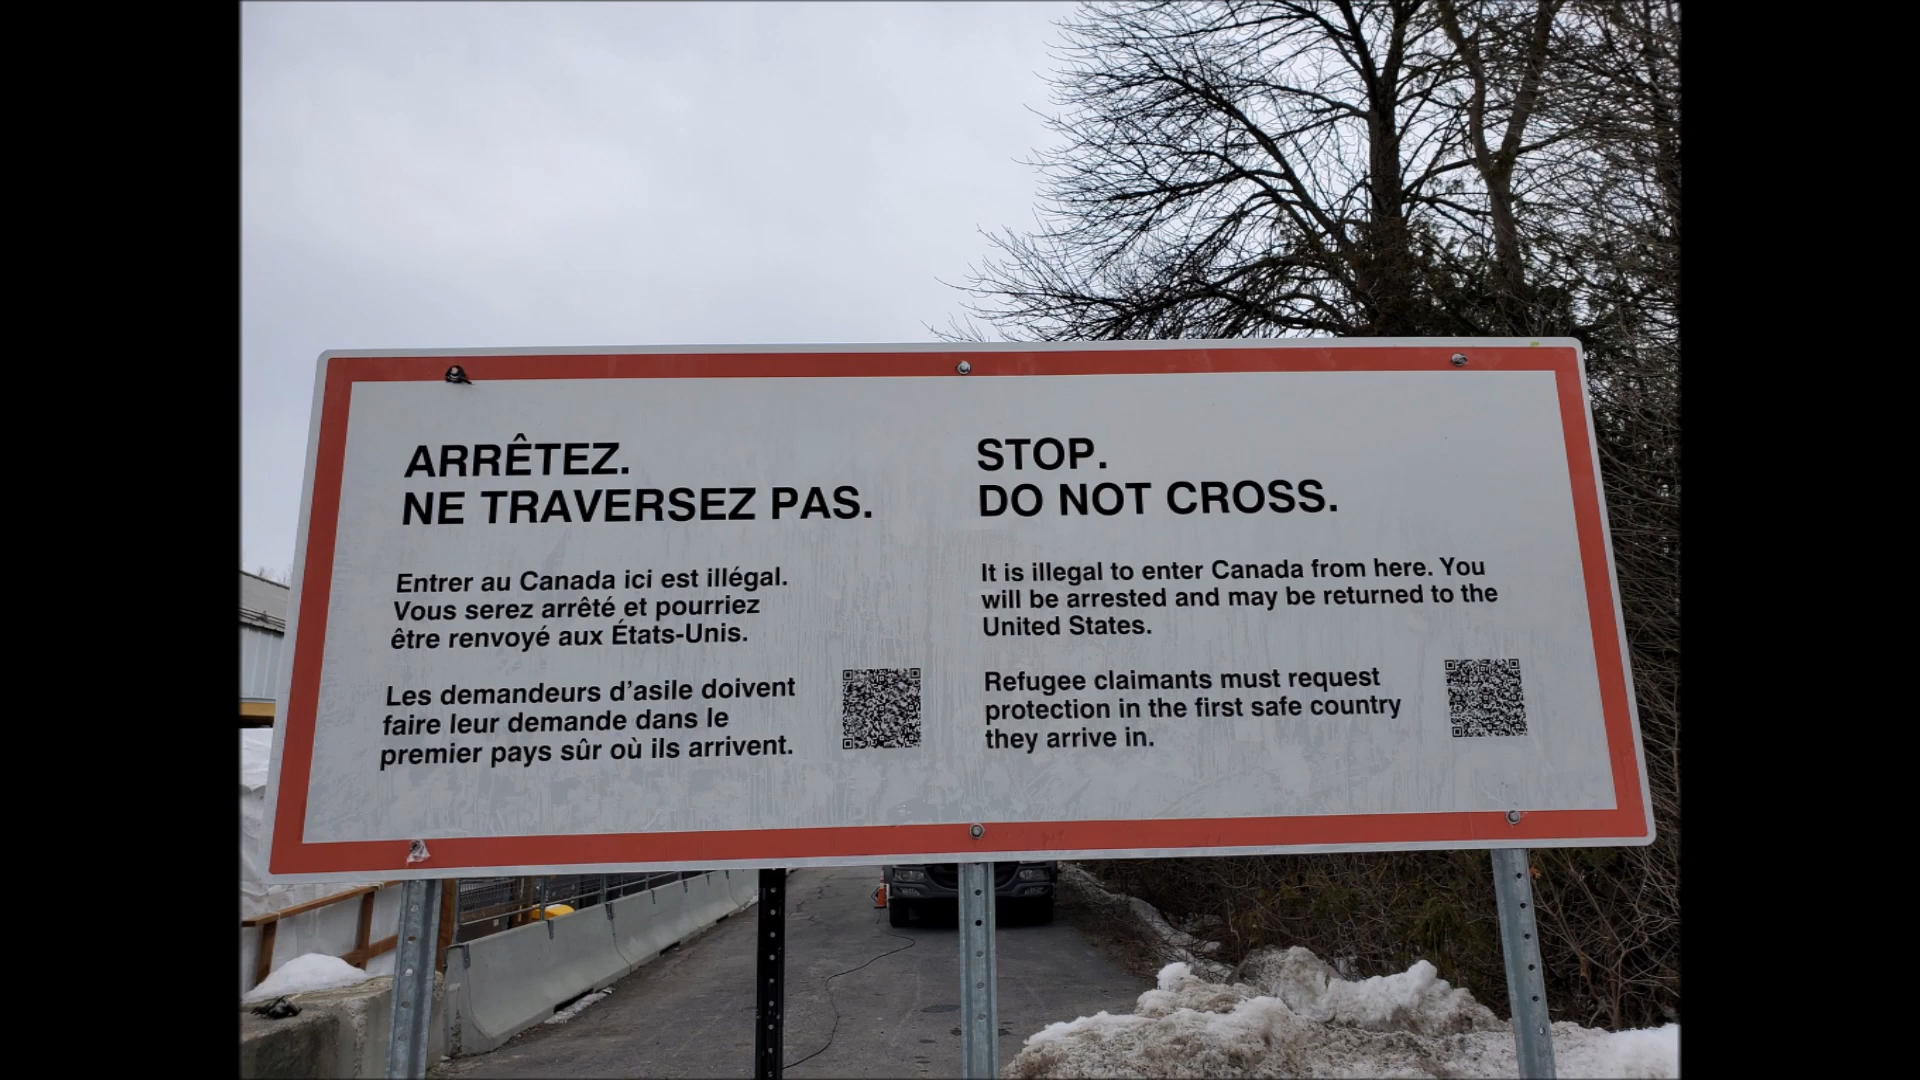 ARRÊTEZ.
NE TRAVERSEZ PAS.
Entrer au Canada ici est illégal.
Vous serez arrêté et pourriez
être renvoyé aux États-Unis.
Les demandeurs d'asile doivent
faire leur demande dans le
premier pays sûr où ils arrivent.
STOP.
DO NOT CROSS.
It is illegal to enter Canada from here. You
will be arrested and may be returned to the
United States.
Refugee claimants must request
protection in the first safe country
they arrive in.